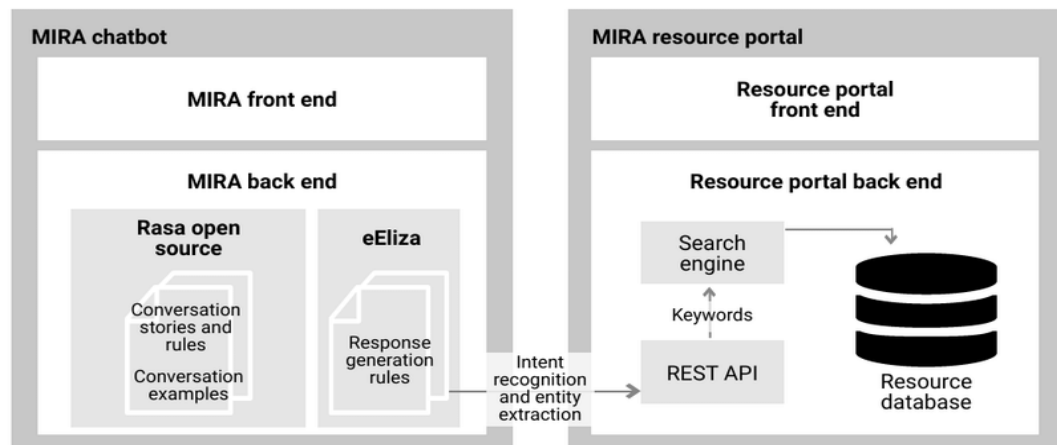 MIRA chatbot
MIRA front end
MIRA back end
Rasa open
source
Conversation
stories and
rules
Conversation
examples
eEliza
Response
generation
rules
Intent
recognition
and entity
extraction
MIRA resource portal
Resource portal
front end
Resource portal back end
Search
engine
Keywords
REST API
Resource
database